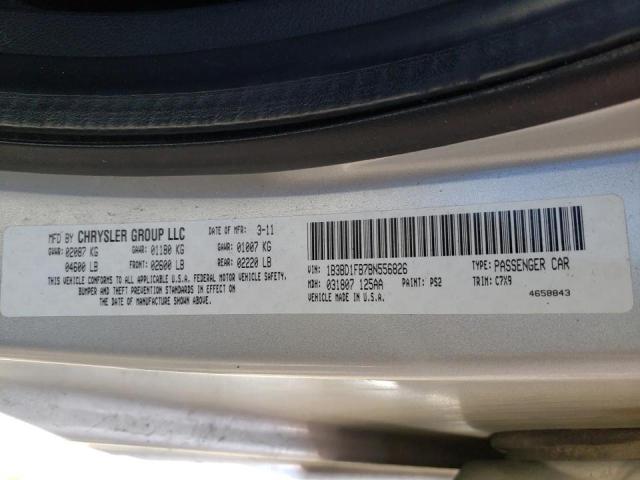 MFD BY CHRYSLER GROUP LLC DATE OF MFR: 3-11
GVWR: 02087 KG GAWR: 01180 KG GAWR: 01007 KG
04600 LB FRONT: 02600 LB REAR: 02220 LB
THIS VEHICLE CONFORMS TO ALL APPLICABLE U.S.A. FEDERAL MOTOR VEHICLE SAFETY,
BUMPER AND THEFT PREVENTION STANDARDS IN EFFECT ON
THE DATE OF MANUFACTURE SHOWN ABOVE.
VIN: 1B3BD1FB7BN556826 TYPE: PASSENGER CAR
MDH: 031807 125AA PAINT: PS2 TRIM: C7X9
4658843